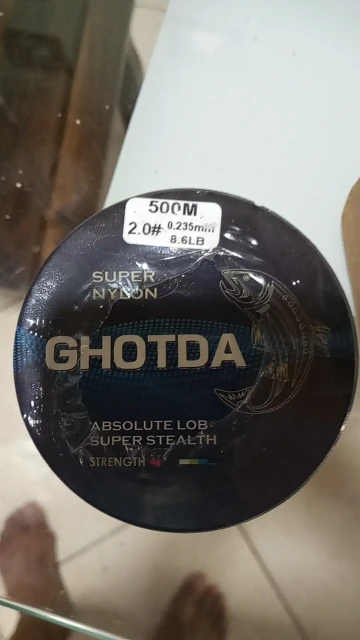 500M
2.0# 0.235mm
8.6LB
SUPER
NYLON
GHOTDA
ABSOLUTE LOB
SUPER STEALTH
STRENGTH